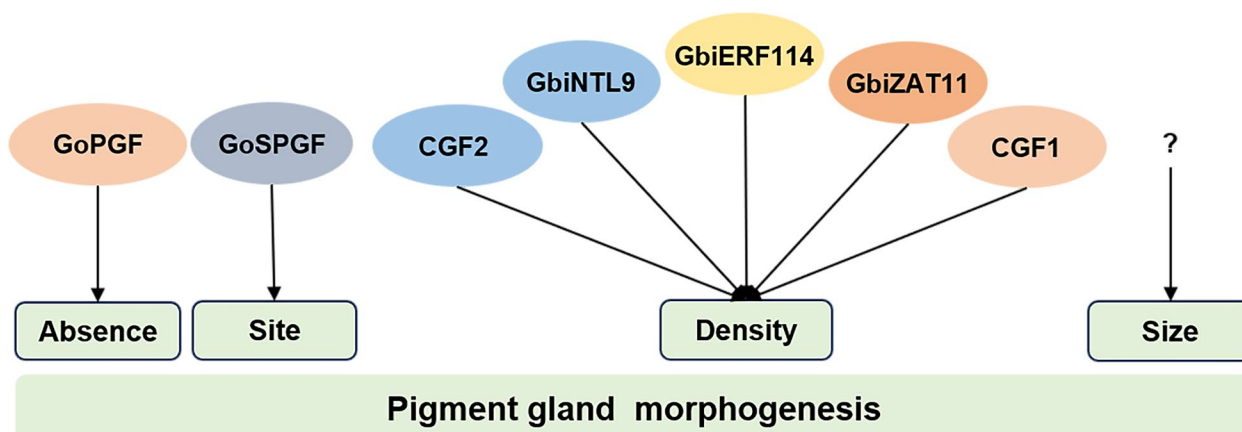 GoPGF
GoSPGF
CGF2
GbiNTL9
GbiERF114
GbiZAT11
CGF1
?
Absence
Site
Density
Size
Pigment gland morphogenesis